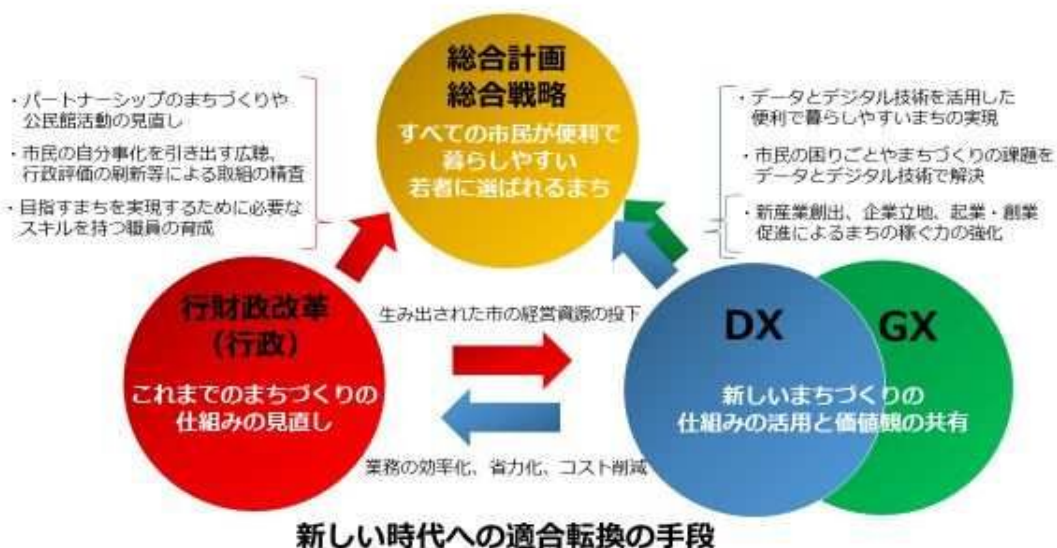 総合計画
総合戦略
すべての市民が便利で
暮らしやすい
若者に選ばれるまち
・パートナーシップのまちづくりや
公民館活動の見直し
・市民の自分事化を引き出す広聴、
行政評価の刷新等による取組の精査
・目指すまちを実現するために必要な
スキルを持つ職員の育成
・データとデジタル技術を活用した
便利で暮らしやすいまちの実現
・市民の困りごとやまちづくりの課題を
データとデジタル技術で解決
・新産業創出、企業立地、起業・創業
促進によるまちの稼ぐ力の強化
行財政改革
（行政）
これまでのまちづくりの
仕組みの見直し
生み出された市の経営資源の投下
業務の効率化、省力化、コスト削減
DX
GX
新しいまちづくりの
仕組みの活用と価値観の共有
新しい時代への適合転換の手段